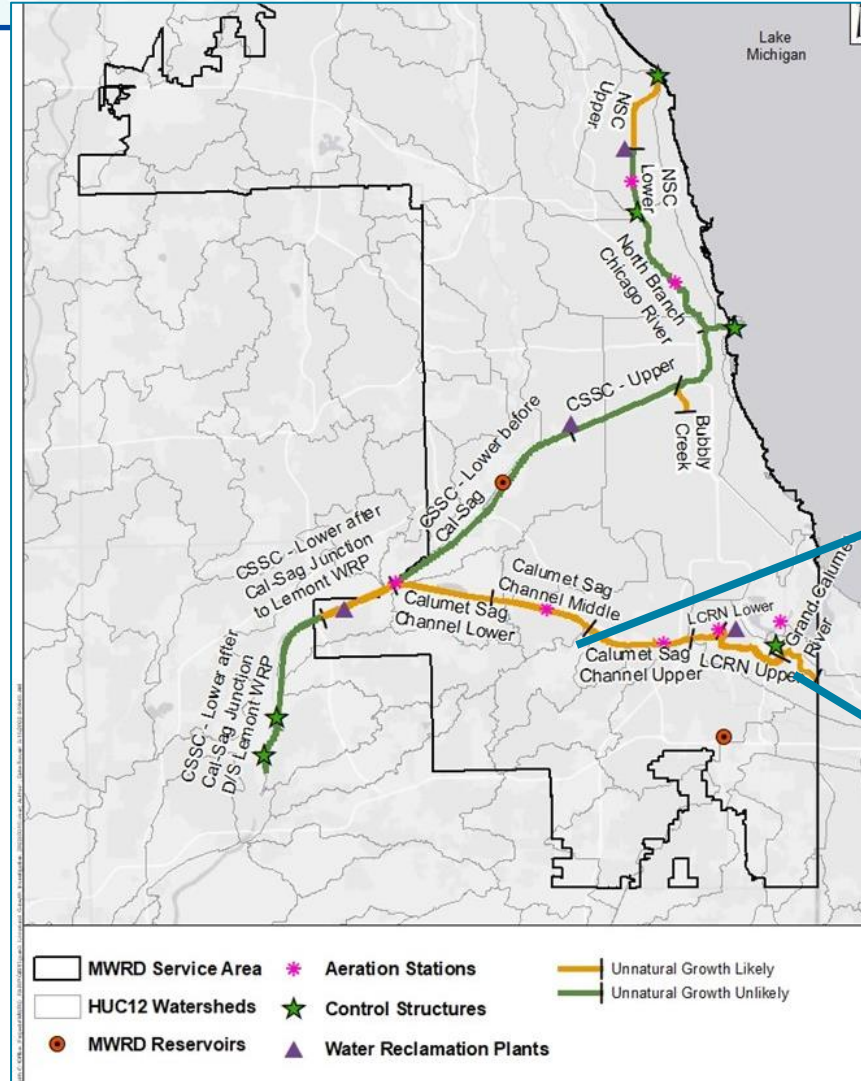 Lake
Michigan
NSC
Upper
NSC
Lower
North Branch
Chicago River
CSSC - Upper
Bubbly
Creek
CSSC - Lower before
Cal-Sag
CSSC - Lower after
Cal-Sag Junction
to Lemont WRP
Calumet Sag
Channel Lower
Calumet Sag
Channel Middle
Calumet Sag
Channel Upper
LCRN Lower
LCRN Upper
Grand Calumet
River
CSSC - Lower after
Cal-Sag Junction
D/S Lemont WRP
MWRD Service Area
HUC12 Watersheds
MWRD Reservoirs
Aeration Stations
Control Structures
Water Reclamation Plants
Unnatural Growth Likely
Unnatural Growth Unlikely